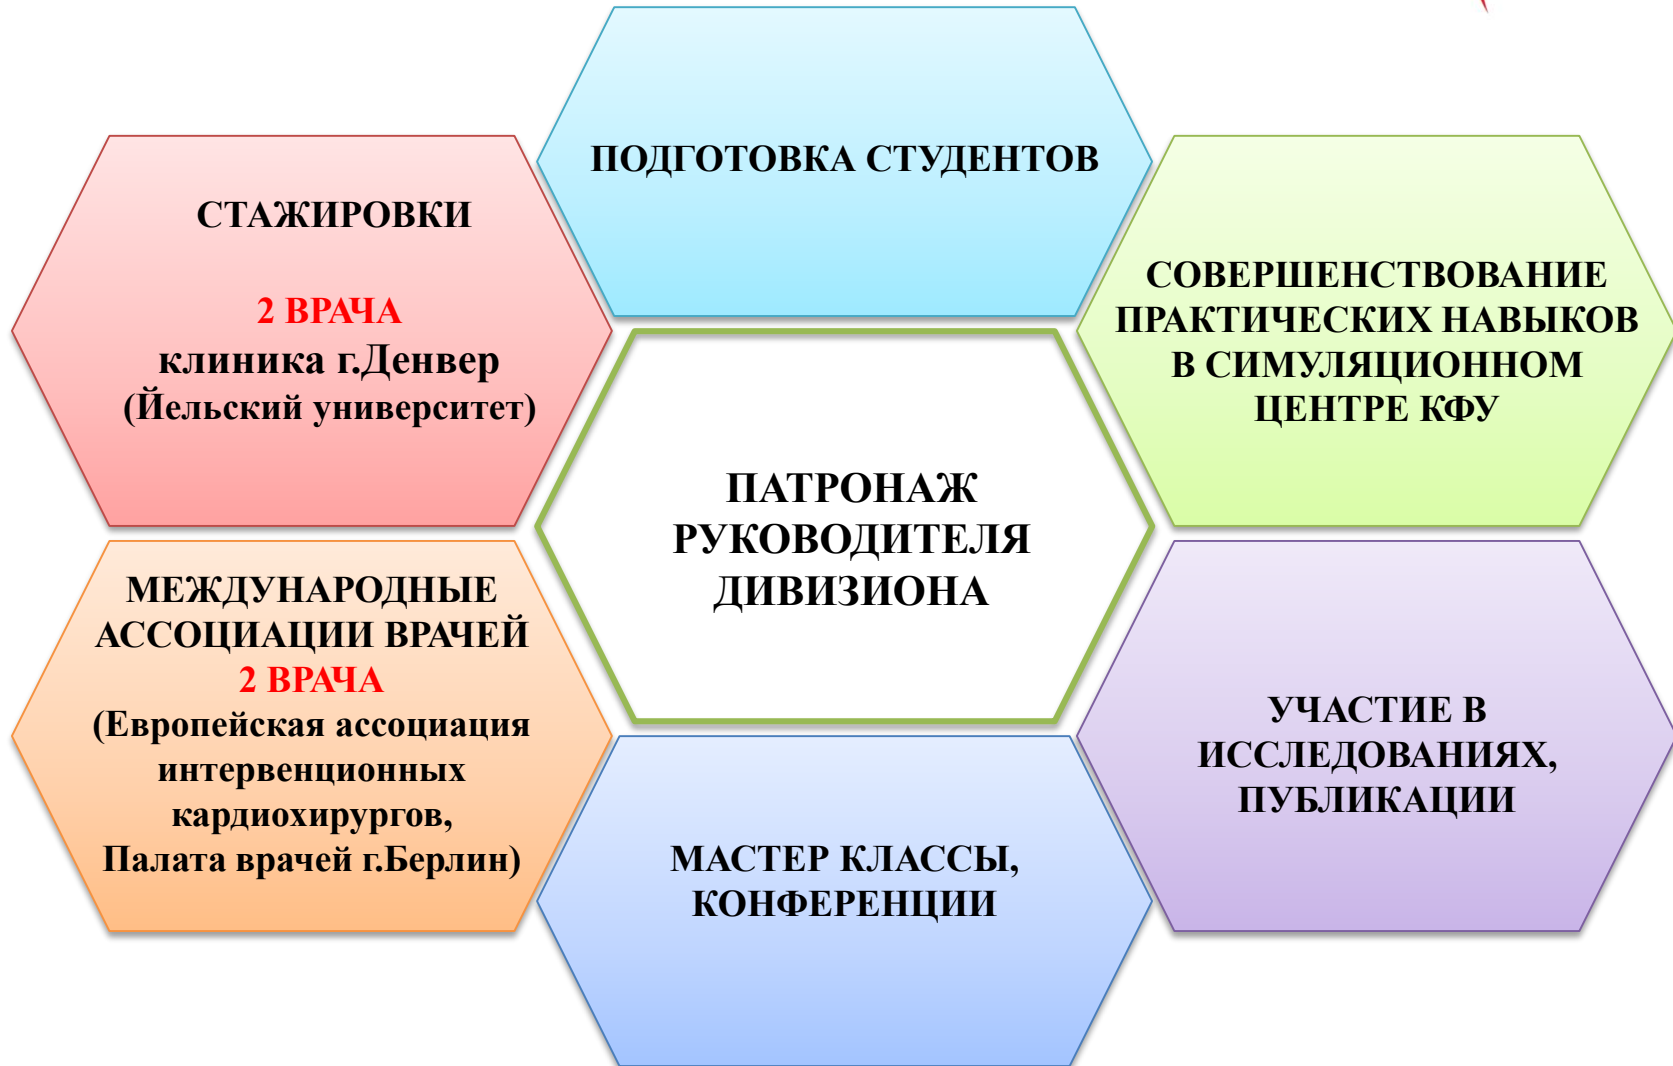 ПОДГОТОВКА СТУДЕНТОВ
СТАЖИРОВКИ
2 ВРАЧА
клиника г.Денвер
(Йельский университет)
СОВЕРШЕНСТВОВАНИЕ
ПРАКТИЧЕСКИХ НАВЫКОВ
В СИМУЛЯЦИОННОМ
ЦЕНТРЕ КФУ
ПАТРОНАЖ
РУКОВОДИТЕЛЯ
ДИВИЗИОНА
МЕЖДУНАРОДНЫЕ
АССОЦИАЦИИ ВРАЧЕЙ
2 ВРАЧА
(Европейская ассоциация
интервенционных
кардиохирургов,
Палата врачей г.Берлин)
УЧАСТИЕ В
ИССЛЕДОВАНИЯХ,
ПУБЛИКАЦИИ
МАСТЕР КЛАССЫ,
КОНФЕРЕНЦИИ